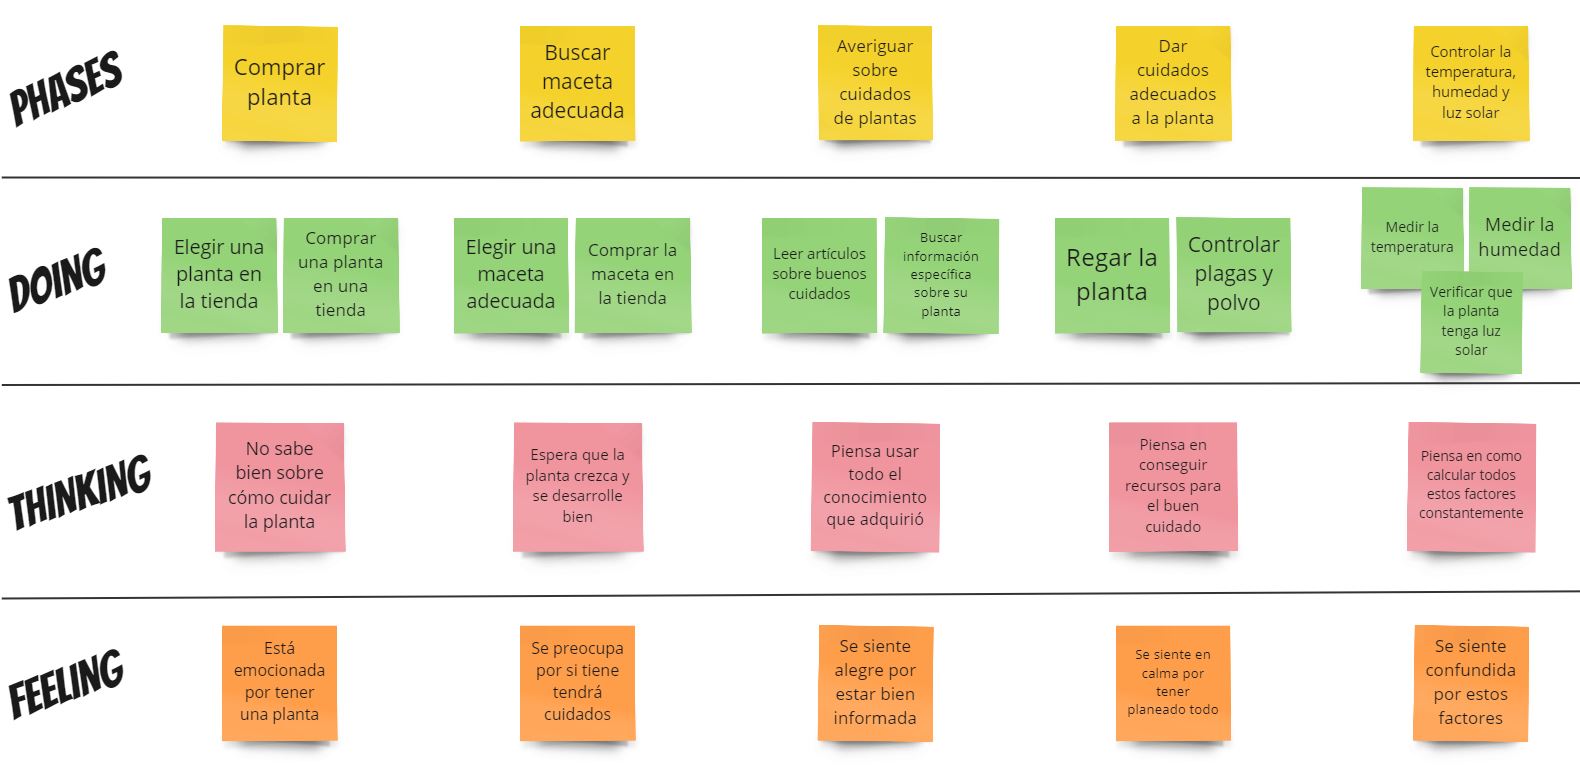 PHASES
Comprar
planta
Buscar
maceta
adecuada
Averiguar
sobre
cuidados
de plantas
Dar
cuidados
adecuados
a la planta
Controlar la
temperatura,
humedad y
luz solar
DOING
Elegir una
planta en
la tienda
Comprar
una planta
en una
tienda
Elegir una
maceta
adecuada
Comprar la
maceta en
la tienda
Leer artículos
sobre buenos
cuidados
Buscar
información
específica
sobre su
planta
Regar la
planta
Controlar
plagas y
polvo
Medir la
temperatura
Medir la
humedad
Verificar que
la planta
tenga luz
solar
THINKING
No sabe
bien sobre
cómo cuidar
la planta
Espera que la
planta crezca y
se desarrolle
bien
Piensa usar
todo el
conocimiento
que adquirió
Piensa en
conseguir
recursos para
el buen
cuidado
Piensa en como
calcular todos
estos factores
constantemente
FEELING
Está
emocionada
por tener
una planta
Se preocupa
por si tiene
tendrá
cuidados
Se siente
alegre por
estar bien
informada
Se siente en
calma por
tener
planeado todo
Se siente
confundida
por estos
factores